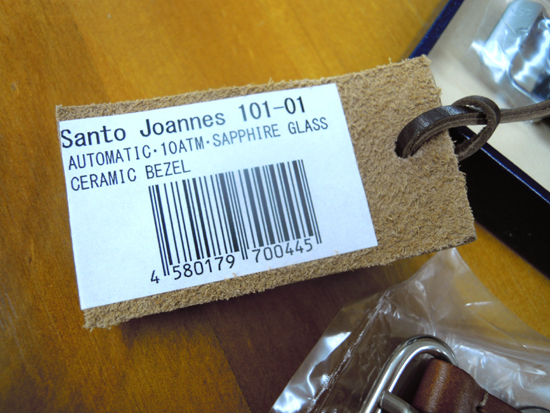 Santo Joannes 101-01
AUTOMATIC・10ATM・SAPPHIRE GLASS
CERAMIC BEZEL
4 580179 700445